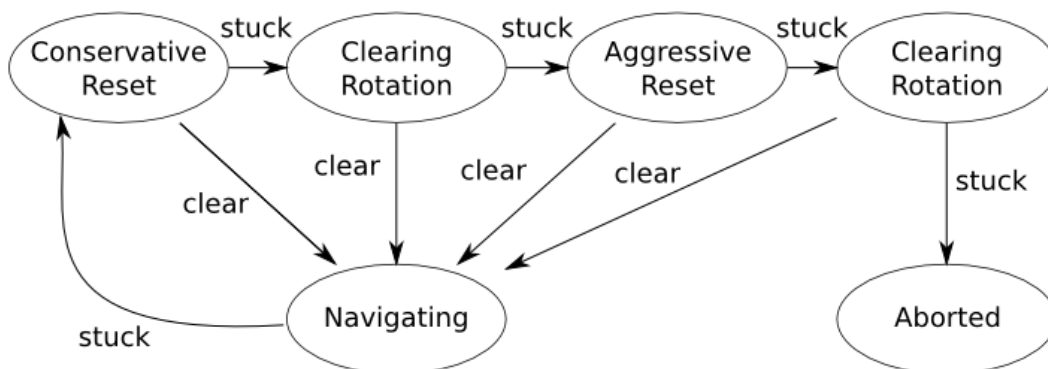 stuck
stuck
stuck
Conservative
Reset
Clearing
Rotation
Aggressive
Reset
Clearing
Rotation
clear
clear
clear
clear
stuck
Navigating
Aborted
stuck